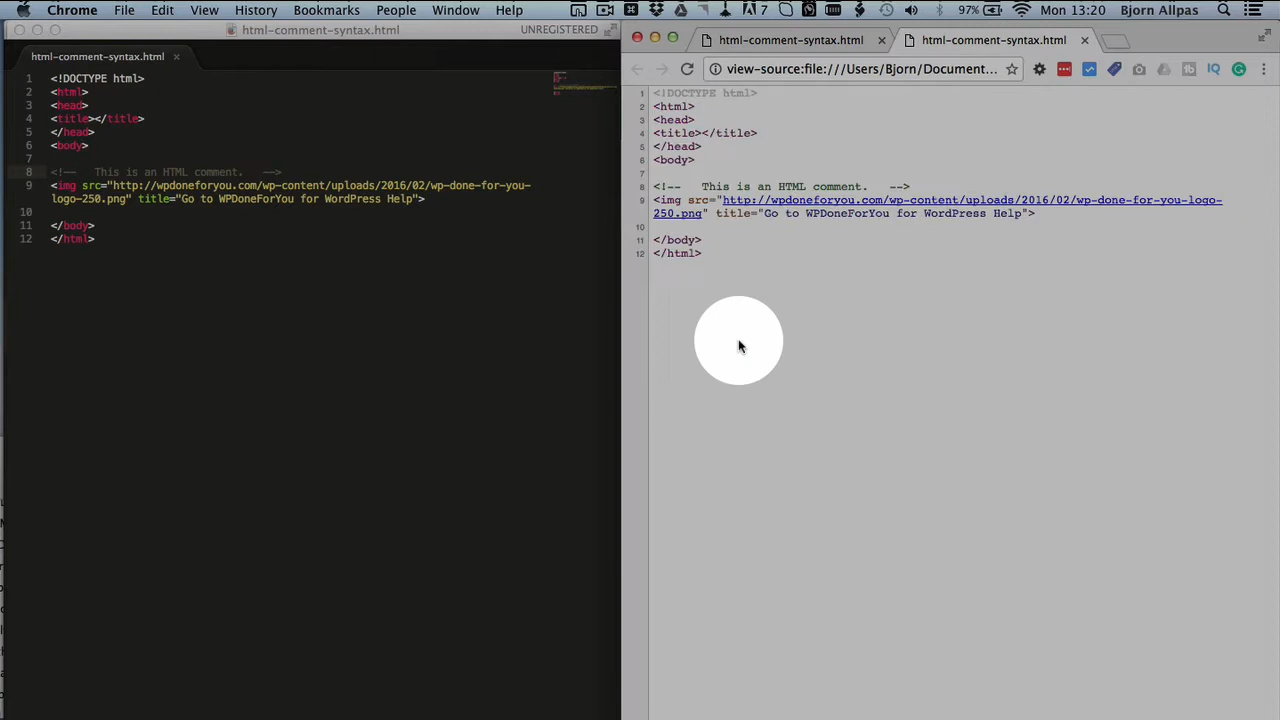 Chrome File Edit View History Bookmarks People Window Help 7 97% Mon 13:20 Bjorn Allpas
html-comment-syntax.html UNREGISTERED
html-comment-syntax.html
1 <!DOCTYPE html>
2 <html>
3 <head>
4 <title></title>
5 </head>
6 <body>
7
8 <!-- This is an HTML comment. -->
9 <img src="http://wpdoneforyou.com/wp-content/uploads/2016/02/wp-done-for-you-
logo-250.png" title="Go to WPDoneForYou for WordPress Help">
10
11 </body>
12 </html>
html-comment-syntax.html html-comment-syntax.html
view-source:file:///Users/Bjorn/Document... IQ
1 <!DOCTYPE html>
2 <html>
3 <head>
4 <title></title>
5 </head>
6 <body>
7
8 <!-- This is an HTML comment. -->
9 <img src="http://wpdoneforyou.com/wp-content/uploads/2016/02/wp-done-for-you-logo-
250.png" title="Go to WPDoneForYou for WordPress Help">
10
11 </body>
12 </html>